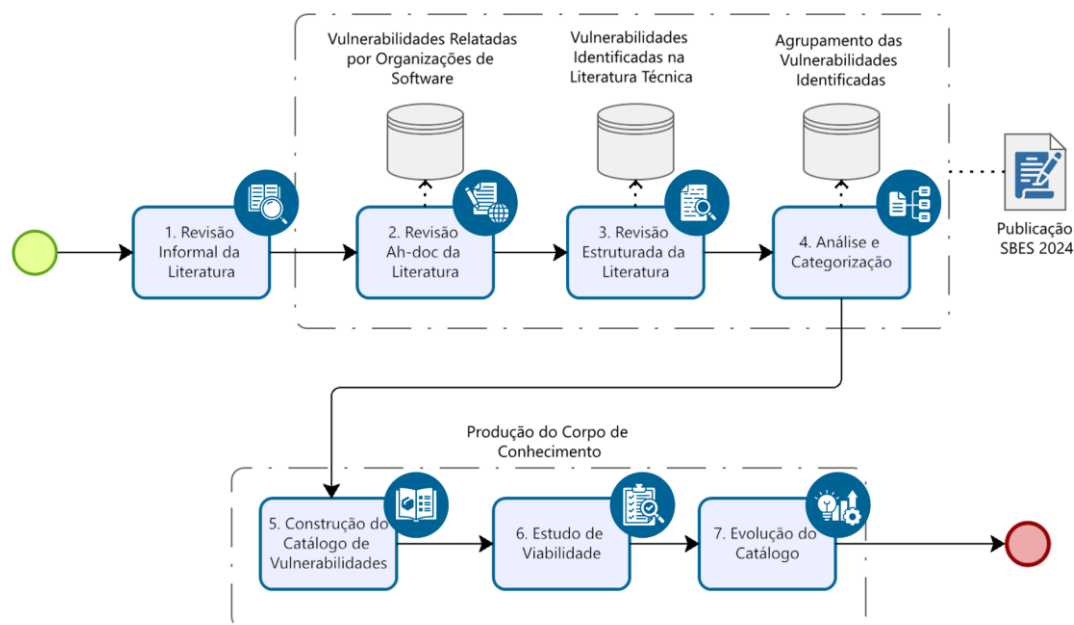 Vulnerabilidades Relatadas
por Organizações de
Software
Vulnerabilidades
Identificadas na
Literatura Técnica
Agrupamento das
Vulnerabilidades
Identificadas
1. Revisão
Informal da
Literatura
2. Revisão
Ah-doc da
Literatura
3. Revisão
Estruturada da
Literatura
4. Análise e
Categorização
Publicação
SBES 2024
Produção do Corpo de
Conhecimento
5. Construção do
Catálogo de
Vulnerabilidades
6. Estudo de
Viabilidade
7. Evolução do
Catálogo